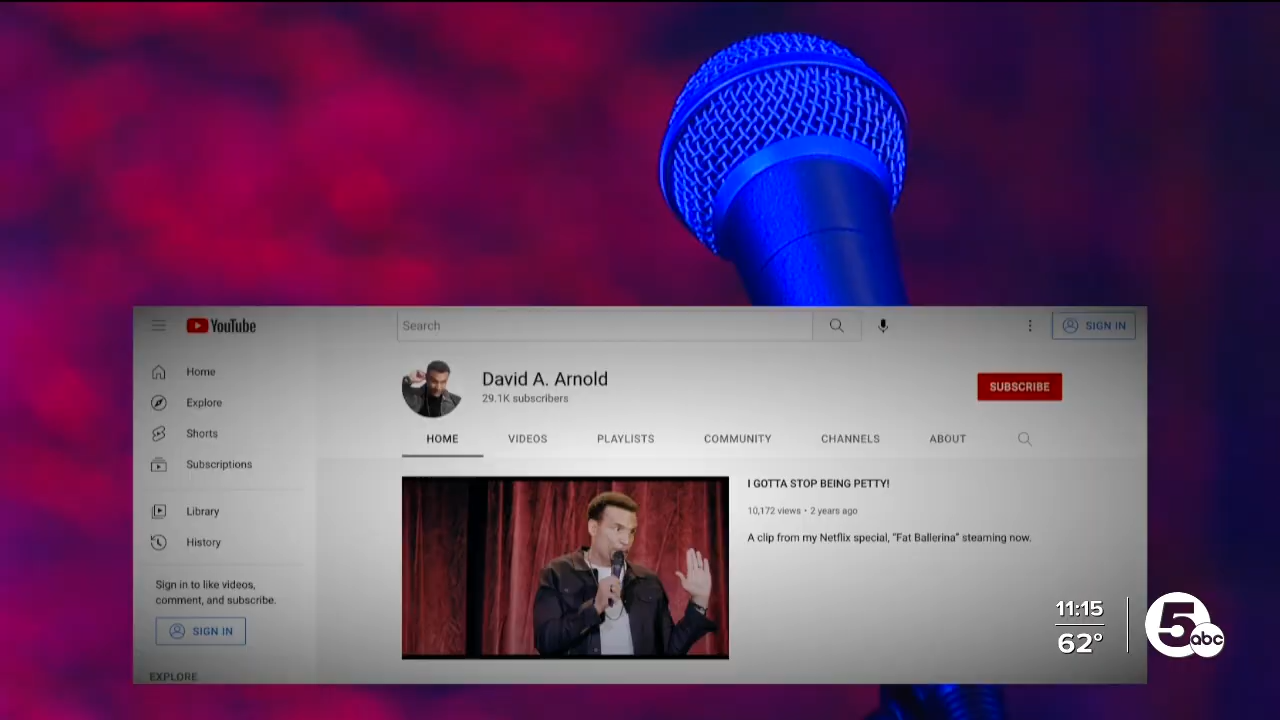 YouTube
Search
SIGN IN
Home
Explore
Shorts
Subscriptions
Library
History
Sign in to like videos,
comment, and subscribe.
SIGN IN
EXPLORE
David A. Arnold
29.1K subscribers
SUBSCRIBE
HOME VIDEOS PLAYLISTS COMMUNITY CHANNELS ABOUT
I GOTTA STOP BEING PETTY!
10,172 views • 2 years ago
A clip from my Netflix special, "Fat Ballerina" steaming now.
11:15
62°
5 abc